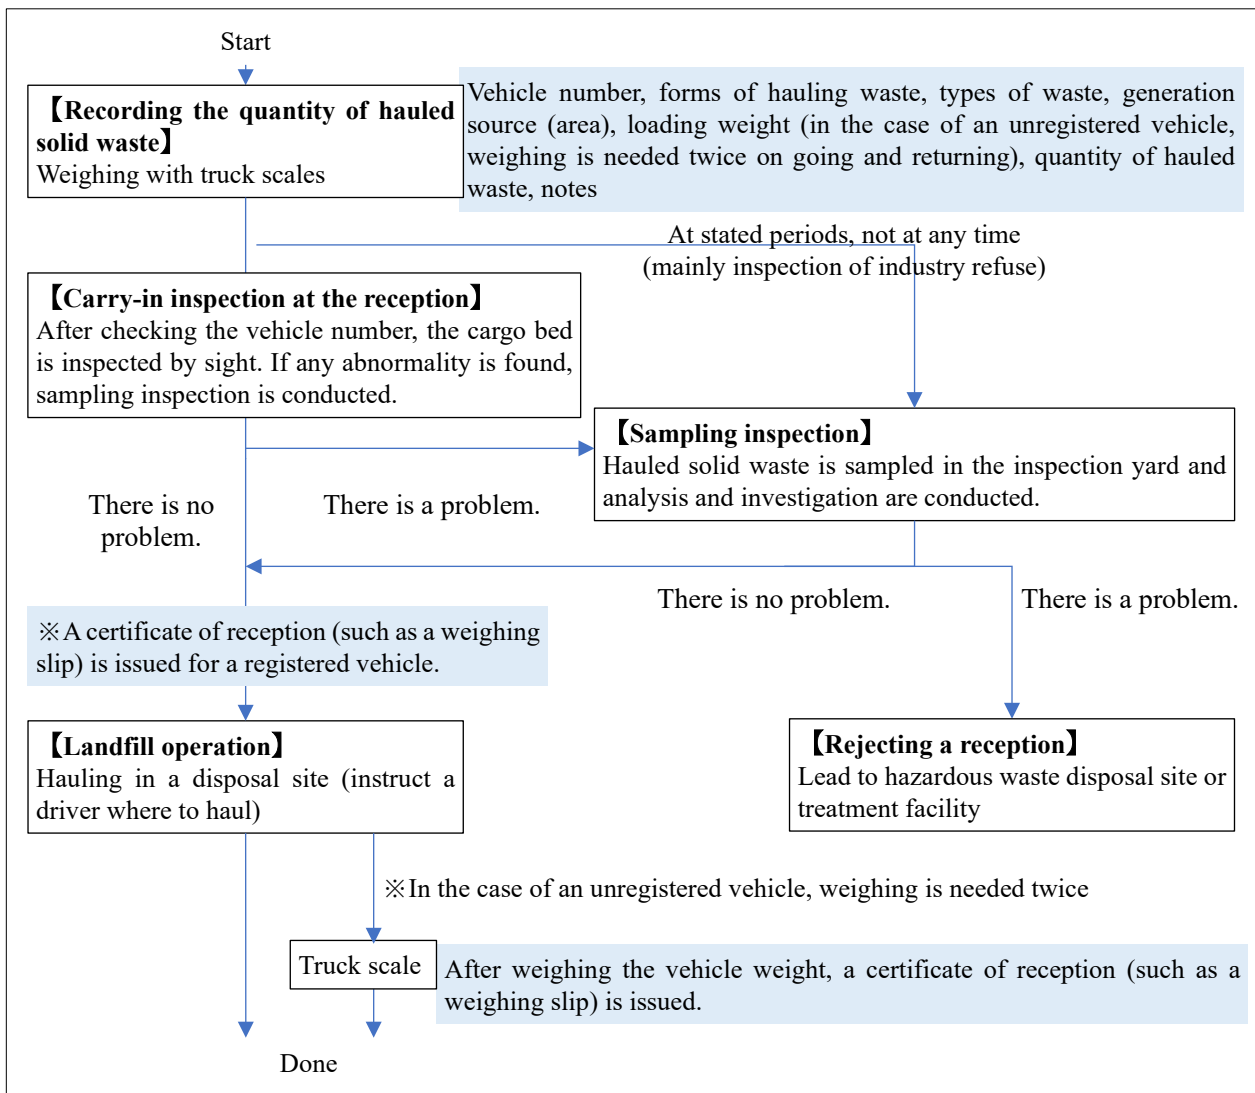 Start
【Recording the quantity of hauled
solid waste】
Weighing with truck scales
Vehicle number, forms of hauling waste, types of waste, generation
source (area), loading weight (in the case of an unregistered vehicle,
weighing is needed twice on going and returning), quantity of hauled
waste, notes
At stated periods, not at any time
(mainly inspection of industry refuse)
【Carry-in inspection at the reception】
After checking the vehicle number, the cargo bed
is inspected by sight. If any abnormality is found,
sampling inspection is conducted.
【Sampling inspection】
Hauled solid waste is sampled in the inspection yard and
analysis and investigation are conducted.
There is no
problem.
There is a problem.
There is no problem.
There is a problem.
※A certificate of reception (such as a weighing
slip) is issued for a registered vehicle.
【Landfill operation】
Hauling in a disposal site (instruct a
driver where to haul)
【Rejecting a reception】
Lead to hazardous waste disposal site or
treatment facility
※In the case of an unregistered vehicle, weighing is needed twice
Truck scale
After weighing the vehicle weight, a certificate of reception (such as a
weighing slip) is issued.
Done